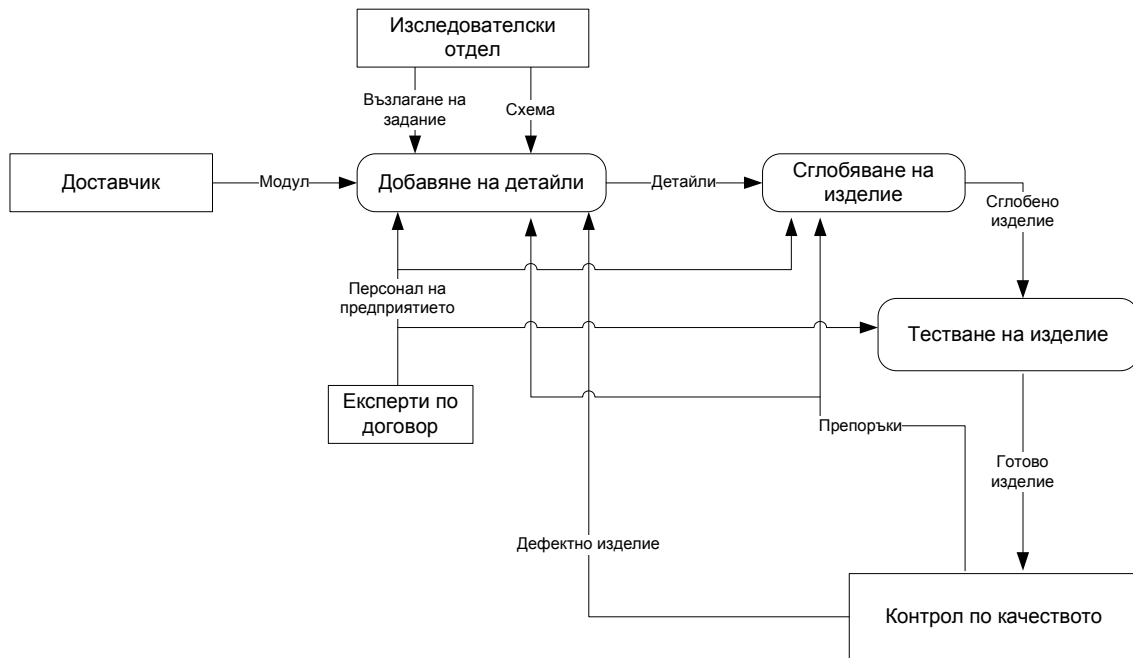 Изследователски
отдел
Възлагане на
задание
Схема
Доставчик
Модул
Добавяне на детайли
Детайли
Сглобяване на
изделие
Сглобено
изделие
Персонал на
предприятието
Тестване на изделие
Експерти по
договор
Препоръки
Готово
изделие
Дефектно изделие
Контрол по качеството